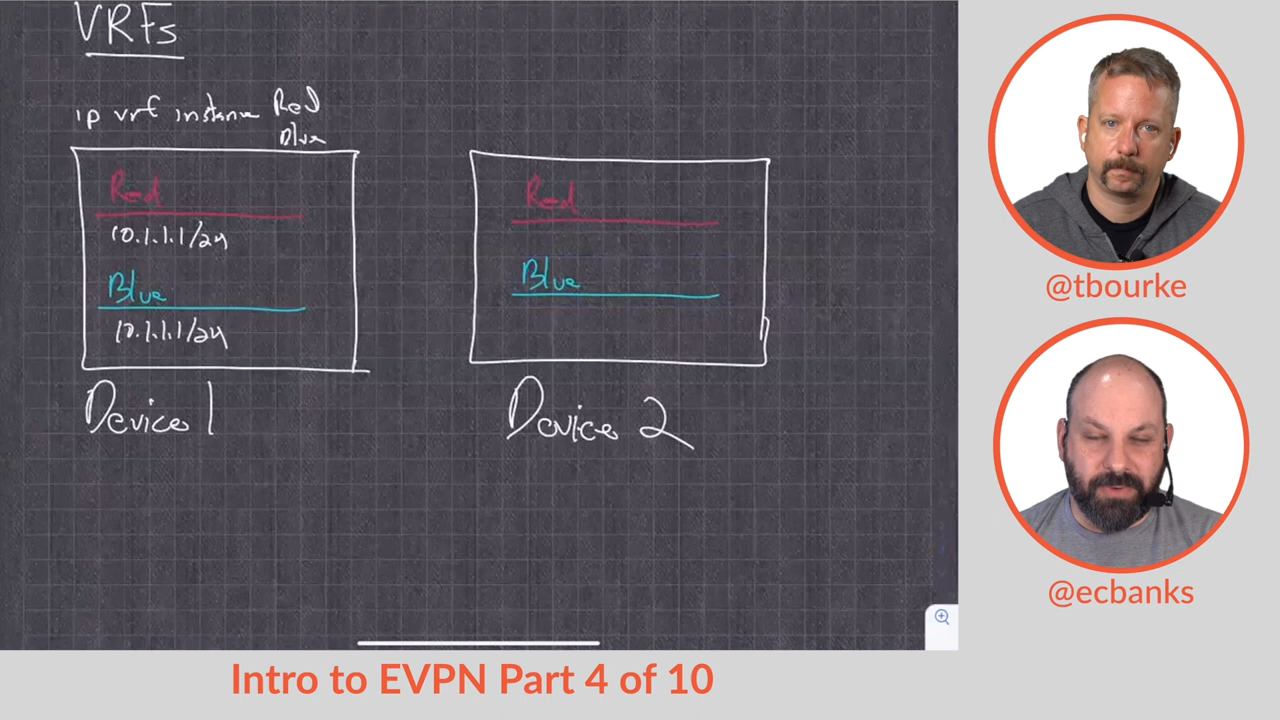 VRFs
ip vrf instance Red
Blue
Red
10.1.1.1/24
Blue
10.1.1.1/24
Device 1
Red
Blue
Device 2
@tbourke
@ecbanks
Intro to EVPN Part 4 of 10